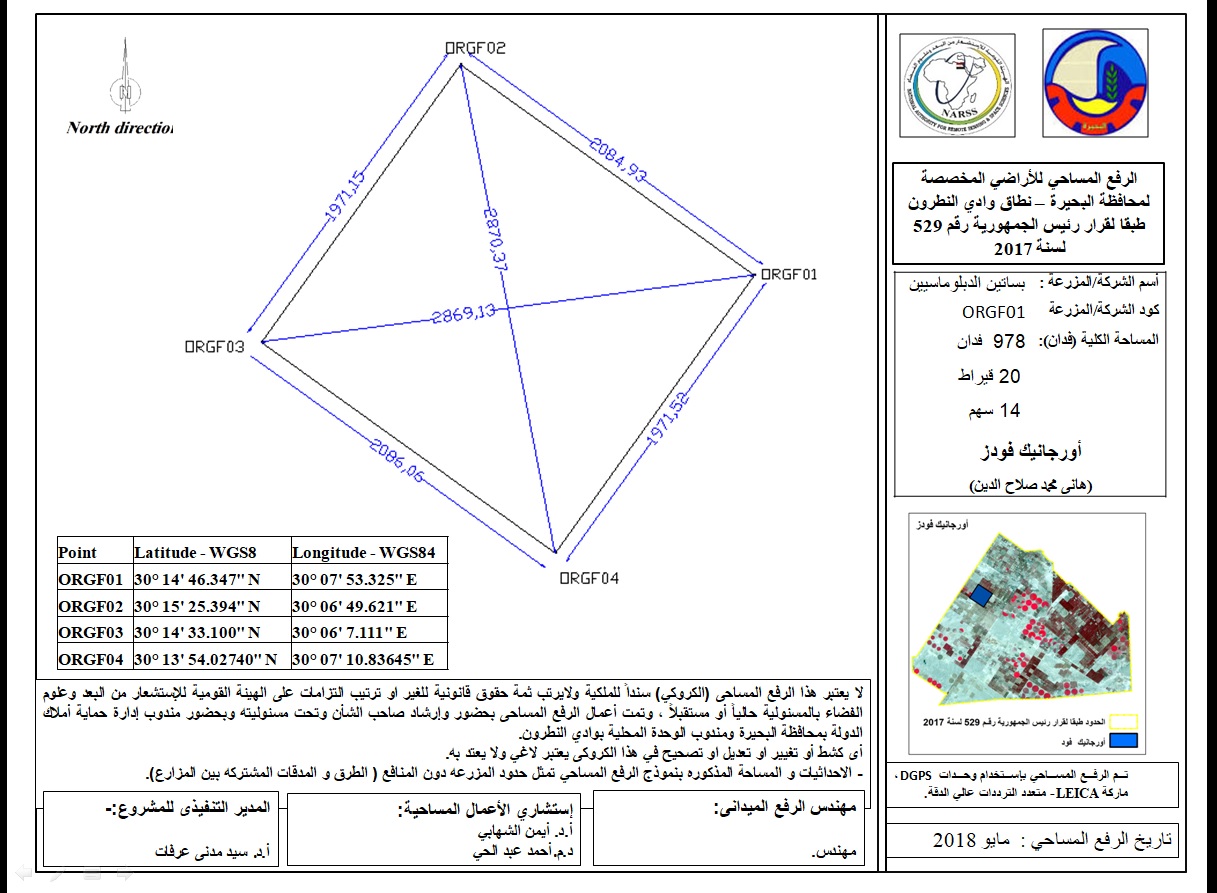 North direction
ORGF02
2084,93
1971,15
2870,37
ORGF01
2869,13
ORGF03
1971,52
2086,06
ORGF04
Point Latitude - WGS8 Longitude - WGS84
ORGF01 30° 14' 46.347" N 30° 07' 53.325" E
ORGF02 30° 15' 25.394" N 30° 06' 49.621" E
ORGF03 30° 14' 33.100" N 30° 06' 7.111" E
ORGF04 30° 13' 54.02740" N 30° 07' 10.83645" E
NARSS
NATIONAL AUTHORITY FOR REMOTE SENSING & SPACE SCIENCES
البحيرة
الرفع المساحي للأراضي المخصصة
لمحافظة البحيرة – نطاق وادي النطرون
طبقا لقرار رئيس الجمهورية رقم 529
لسنة 2017
أسم الشركة/المزرعة : بساتين الدبلوماسيين
كود الشركة/المزرعة ORGF01
المساحة الكلية (فدان): 978 فدان
20 قيراط
14 سهم
أورجانيك فودز
(هانى محمد صلاح الدين)
أورجانيك فودز
الحدود طبقا لقرار رئيس الجمهورية رقم 529 لسنة 2017
أورجانيك فود
تم الرفع المساحي بإستخدام وحدات DGPS ،
ماركة LEICA- متعدد الترددات عالي الدقة.
تاريخ الرفع المساحي : مايو 2018
لا يعتبر هذا الرفع المساحى (الكروكي) سنداً للملكية ولايرتب ثمة حقوق قانونية للغير او ترتيب التزامات على الهيئة القومية للإستشعار من البعد وعلوم
الفضاء بالمسئولية حالياً أو مستقبلاً ، وتمت أعمال الرفع المساحى بحضور وإرشاد صاحب الشأن وتحت مسئوليته وبحضور مندوب إدارة حماية أملاك
الدولة بمحافظة البحيرة ومندوب الوحدة المحلية بوادي النطرون.
أى كشط أو تغيير او تعديل او تصحيح في هذا الكروكى يعتبر لاغي ولا يعتد به.
- الاحداثيات و المساحة المذكوره بنموذج الرفع المساحي تمثل حدود المزرعه دون المنافع ( الطرق و المدقات المشتركه بين المزارع).
مهندس الرفع الميدانى:
مهندس.
إستشاري الأعمال المساحية:
أ.د. أيمن الشهابي
د.م.أحمد عبد الحي
المدير التنفيذى للمشروع:-
أ.د. سيد مدنى عرفات